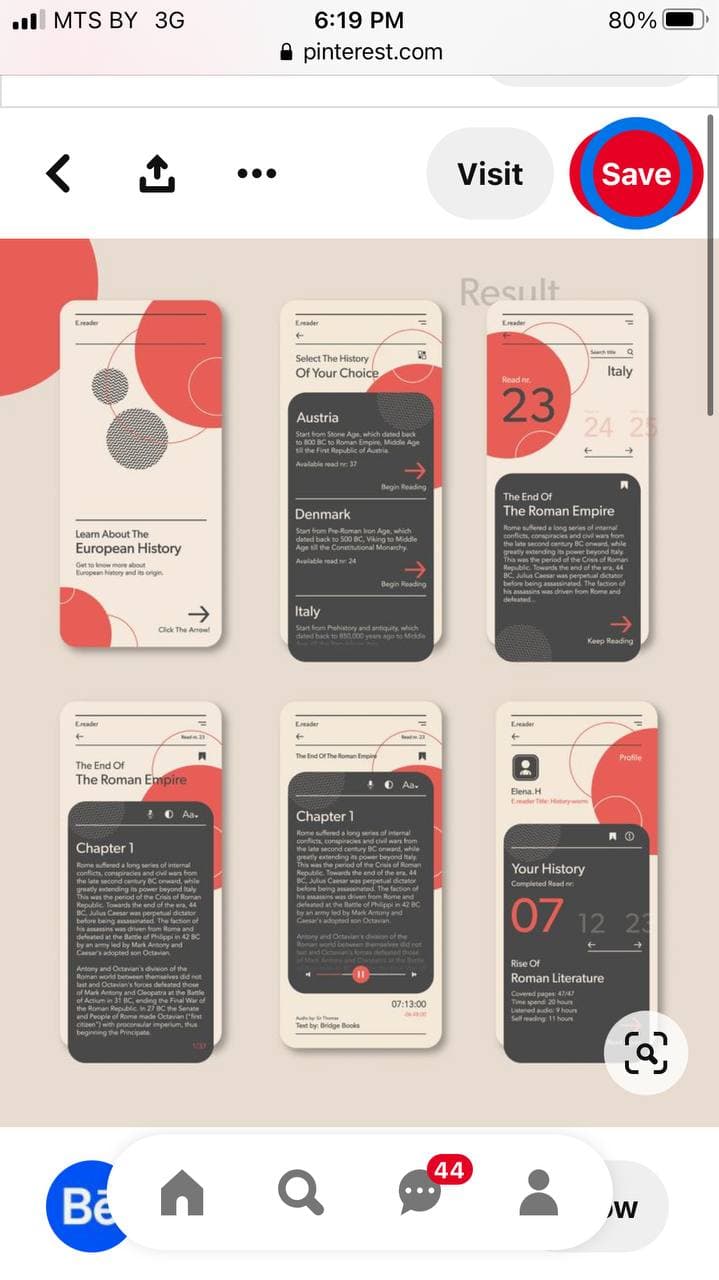 MTS BY 3G
6:19 PM
80%
pinterest.com
Visit
Save
Result
E.reader
Learn About The
European History
Get to know more about
European history and its origin.
Click The Arrow!
E.reader
Select The History
Of Your Choice
Austria
Start from Stone Age, which dated back
to 800 BC to Roman Empire, Middle Age
till the First Republic of Austria.
Available read nr: 37
Begin Reading
Denmark
Start from Pre-Roman Iron Age, which
dated back to 500 BC, Viking to Middle
Age till the Constitutional Monarchy.
Available read nr: 24
Begin Reading
Italy
Start from Prehistory and antiquity, which
dated back to 850,000 years ago to Middle
E.reader
Search title
Italy
Read nr.
23
24 25
The End Of
The Roman Empire
Rome suffered a long series of internal
conflicts, conspiracies and civil wars from
the late second century BC onward, while
greatly extending its power beyond Italy.
This was the period of the Crisis of Roman
Republic. Towards the end of the era, 44
BC, Julius Caesar was perpetual dictator
before being assassinated. The faction of
his assassins was driven from Rome and
defeated...
Keep Reading
E.reader
Read nr. 23
The End Of
The Roman Empire
Aa
Chapter 1
Rome suffered a long series of internal
conflicts, conspiracies and civil wars from
the late second century BC onward, while
greatly extending its power beyond Italy
This was the period of the Crisis of Roman
Republic. Towards the end of the era, 44
BC, Julius Caesar was perpetual dictator
before being assassinated. The faction of
his assassins was driven from Rome and
defeated at the Battle of Philippi in 42 BC
by an army led by Mark Antony and
Caesar's adopted son Octavian.
Antony and Octavian's division of the
Roman world between themselves did not
last and Octavian's forces defeated those
of Mark Antony and Cleopatra at the Battle
of Actium in 31 BC, ending the Final War of
the Roman Republic. In 27 BC the Senate
and People of Rome made Octavian ("first
citizen") with proconsular imperium, thus
beginning the Principate.
1/37
E.reader
Read nr. 23
The End Of The Roman Empire
Aa
Chapter 1
Rome suffered a long series of internal
conflicts, conspiracies and civil wars from
the late second century BC onward, while
greatly extending its power beyond Italy
This was the period of the Crisis of Roman
Republic. Towards the end of the era, 44
BC, Julius Caesar was perpetual dictator
before being assassinated. The faction of
his assassins was driven from Rome and
defeated at the Battle of Philippi in 42 BC
by an army led by Mark Antony and
Caesar's adopted son Octavian.
Antony and Octavian's division of the
Roman world between themselves did not
last and Octavian's forces defeated those
of Mark Antony and Cleopatra at the Battle
07:13:00
Audio by: Sir Thomas
Text by: Bridge Books
E.reader
Profile
Elena.H
E.reader Title: History-worm
Your History
Completed Read nr:
07 12 23
Rise Of
Roman Literature
Covered pages: 47/47
Time spend: 20 hours
Listened audio: 9 hours
Self reading: 11 hours
Bē
44